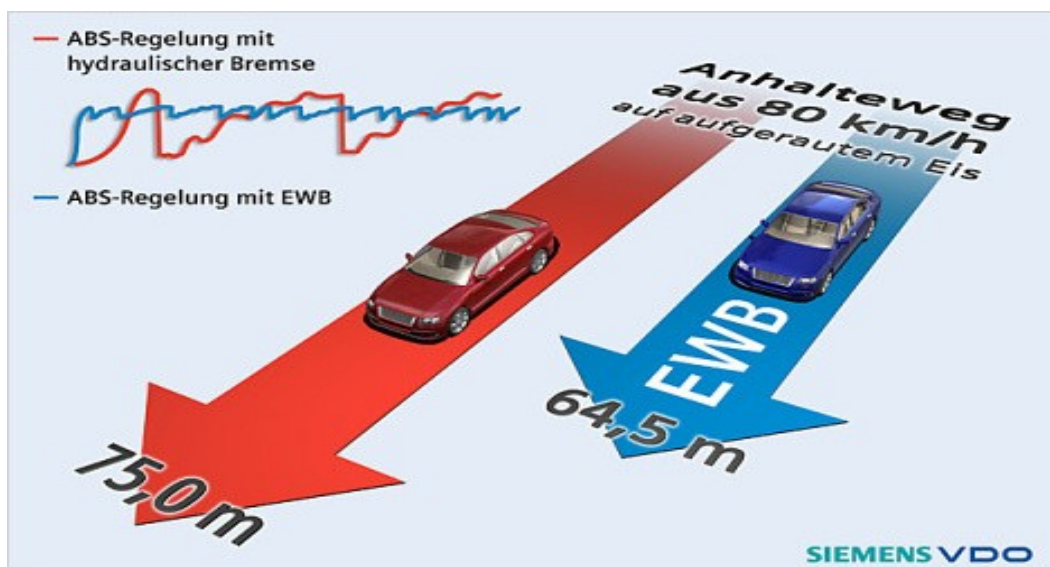 ABS-Regelung mit
hydraulischer Bremse
ABS-Regelung mit EWB
Anhalteweg
aus 80 km/h
auf aufgerautem Eis
EWB
75,0 m
64,5 m
SIEMENS VDO